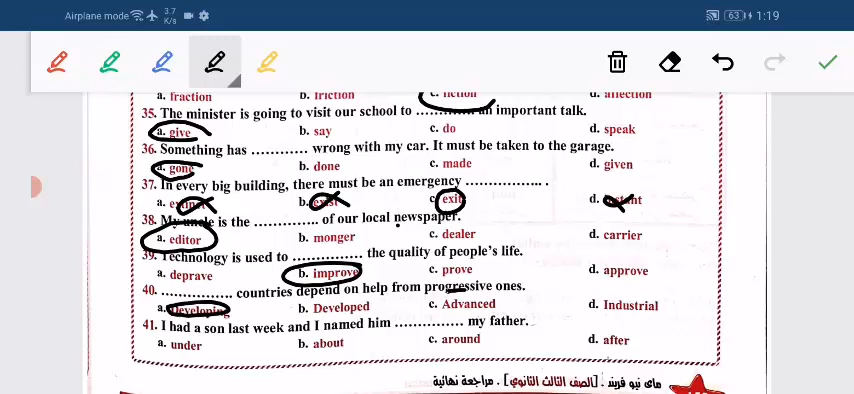 Airplane mode 3.7 K/s 63 1:19
a. fraction b. friction c. fiction d. affection
35. The minister is going to visit our school to ............. an important talk.
a. give b. say c. do d. speak
36. Something has ............ wrong with my car. It must be taken to the garage.
a. gone b. done c. made d. given
37. In every big building, there must be an emergency ............... .
a. extinct b. exist c. exit d.
38. My uncle is the ............. of our local newspaper.
a. editor b. monger c. dealer d. carrier
39. Technology is used to .............. the quality of people's life.
a. deprave b. improve c. prove d. approve
40. .............. countries depend on help from progressive ones.
a. Developing b. Developed c. Advanced d. Industrial
41. I had a son last week and I named him .............. my father.
a. under b. about c. around d. after
ماى نيو فريند . [الصف الثالث الثانوي] . مراجعة نهائية